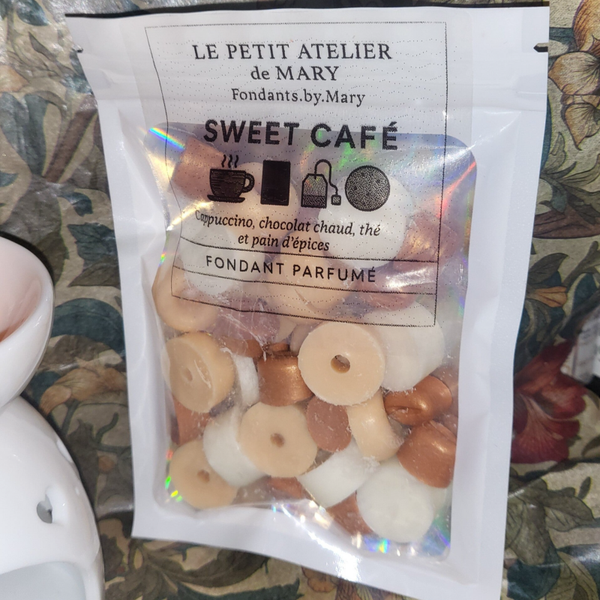 LE PETIT ATELIER
de MARY
Fondants.by.Mary
SWEET CAFÉ
Cappuccino, chocolat chaud, thé
et pain d'épices
FONDANT PARFUMÉ